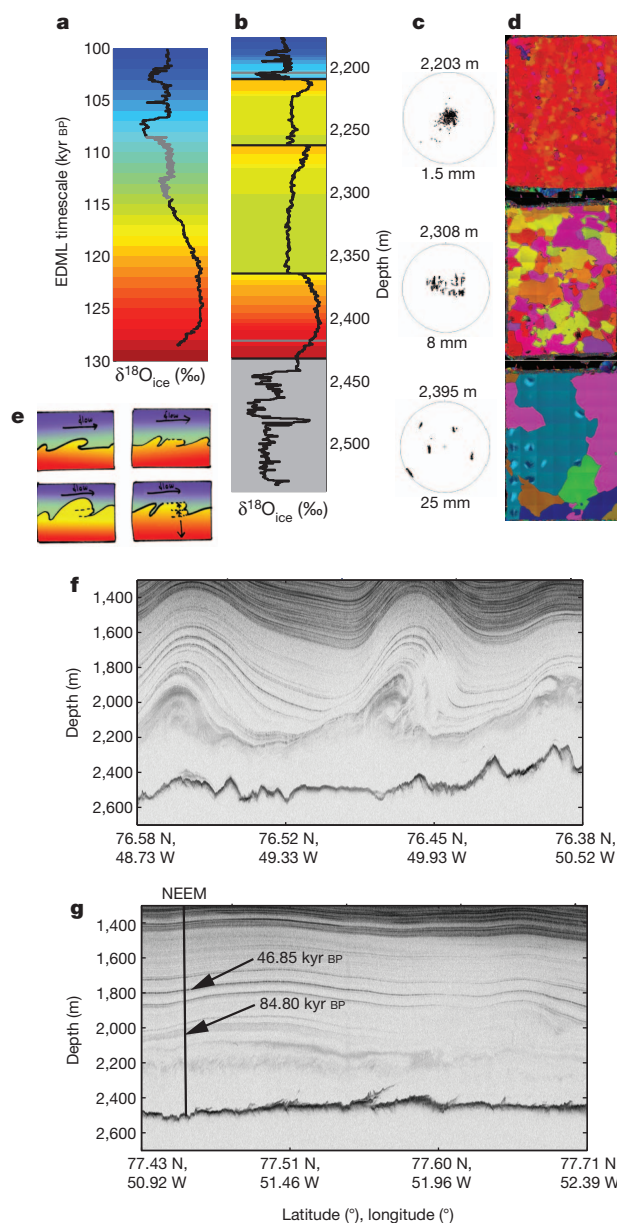 a
100
105
110
115
120
125
130
EDML timescale (kyr BP)
δ18Oice (‰)
b
2,200
2,250
2,300
2,350
2,400
2,450
2,500
Depth (m)
δ18Oice (‰)
c
2,203 m
1.5 mm
2,308 m
8 mm
2,395 m
25 mm
d
e
flow
flow
flow
flow
f
1,400
1,600
1,800
2,000
2,200
2,400
2,600
Depth (m)
76.58 N, 76.52 N, 76.45 N, 76.38 N,
48.73 W 49.33 W 49.93 W 50.52 W
g
NEEM
1,400
1,600
1,800
2,000
2,200
2,400
2,600
Depth (m)
46.85 kyr BP
84.80 kyr BP
77.43 N, 77.51 N, 77.60 N, 77.71 N,
50.92 W 51.46 W 51.96 W 52.39 W
Latitude (°), longitude (°)